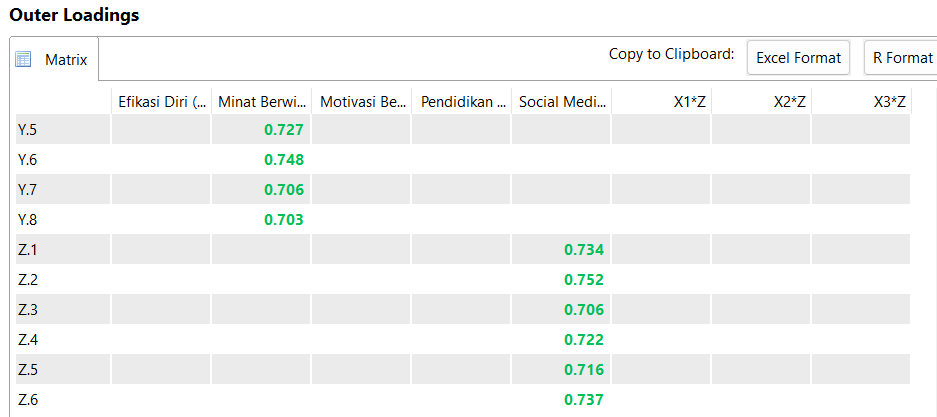 Outer Loadings
Matrix Copy to Clipboard: Excel Format R Format
Efikasi Diri (... Minat Berwi... Motivasi Be... Pendidikan ... Social Medi... X1*Z X2*Z X3*Z
Y.5 0.727
Y.6 0.748
Y.7 0.706
Y.8 0.703
Z.1 0.734
Z.2 0.752
Z.3 0.706
Z.4 0.722
Z.5 0.716
Z.6 0.737